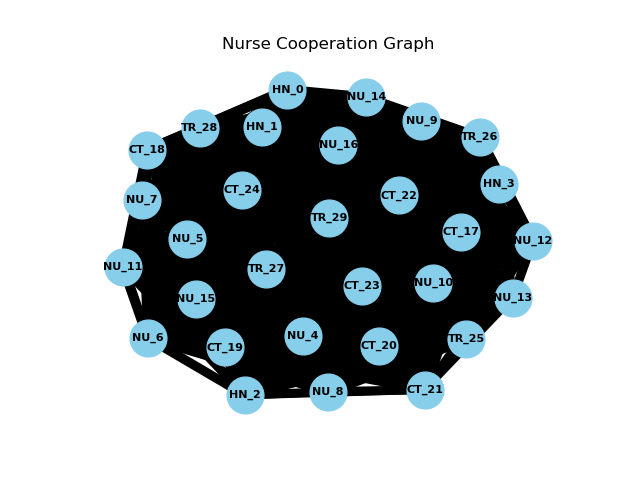 Nurse Cooperation Graph
HN_0
NU_14
NU_9
TR_28
HN_1
TR_26
NU_16
CT_18
HN_3
CT_24
CT_22
NU_7
TR_29
CT_17
NU_5
NU_12
NU_11
TR_27
NU_10
CT_23
NU_15
NU_13
NU_4
NU_6
TR_25
CT_20
CT_19
CT_21
NU_8
HN_2